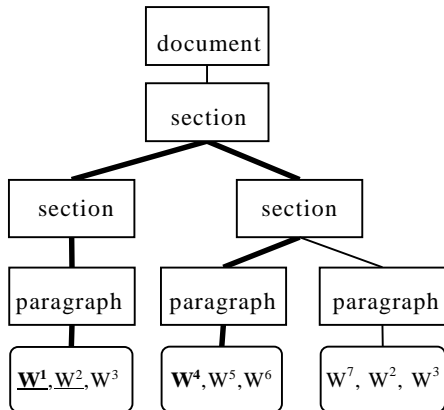 document
section
section section
paragraph paragraph paragraph
W¹, W², W³ W⁴, W⁵, W⁶ W⁷, W², W³